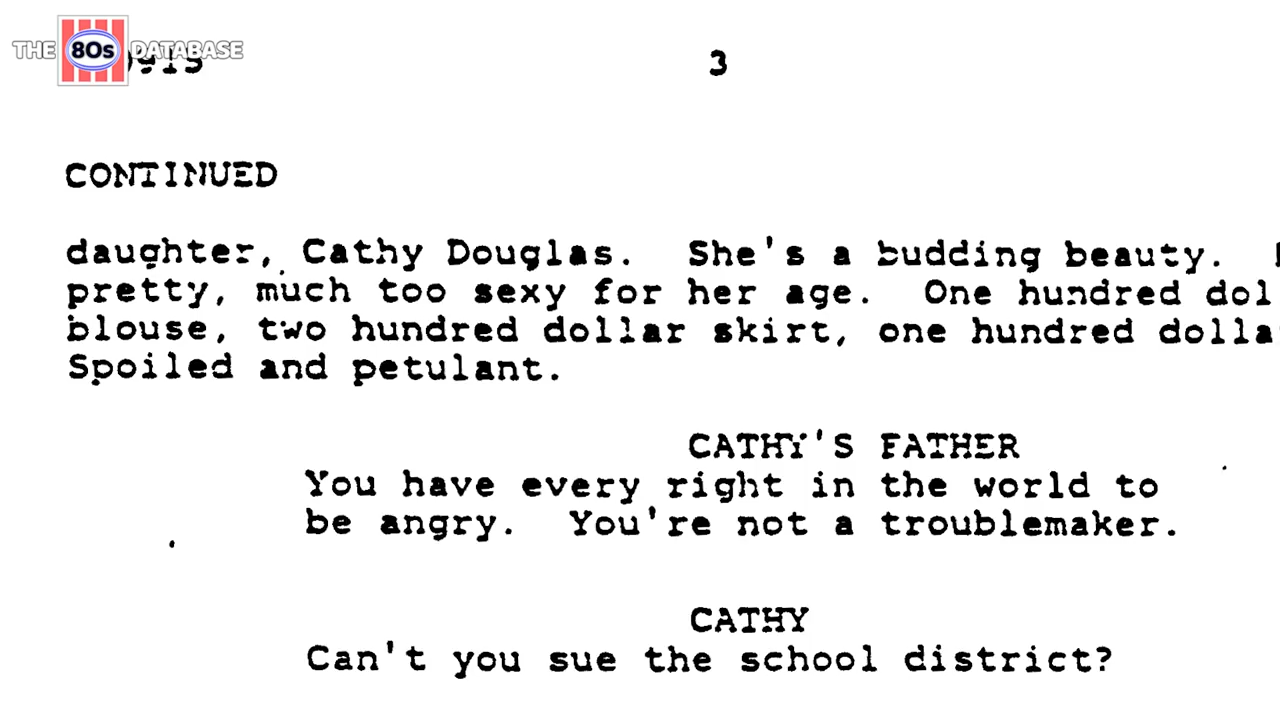 THE 80s DATABASE
3
CONTINUED
daughter, Cathy Douglas. She's a budding beauty.
pretty, much too sexy for her age. One hundred dol
blouse, two hundred dollar skirt, one hundred dolla
Spoiled and petulant.
CATHY'S FATHER
You have every right in the world to
be angry. You're not a troublemaker.
CATHY
Can't you sue the school district?